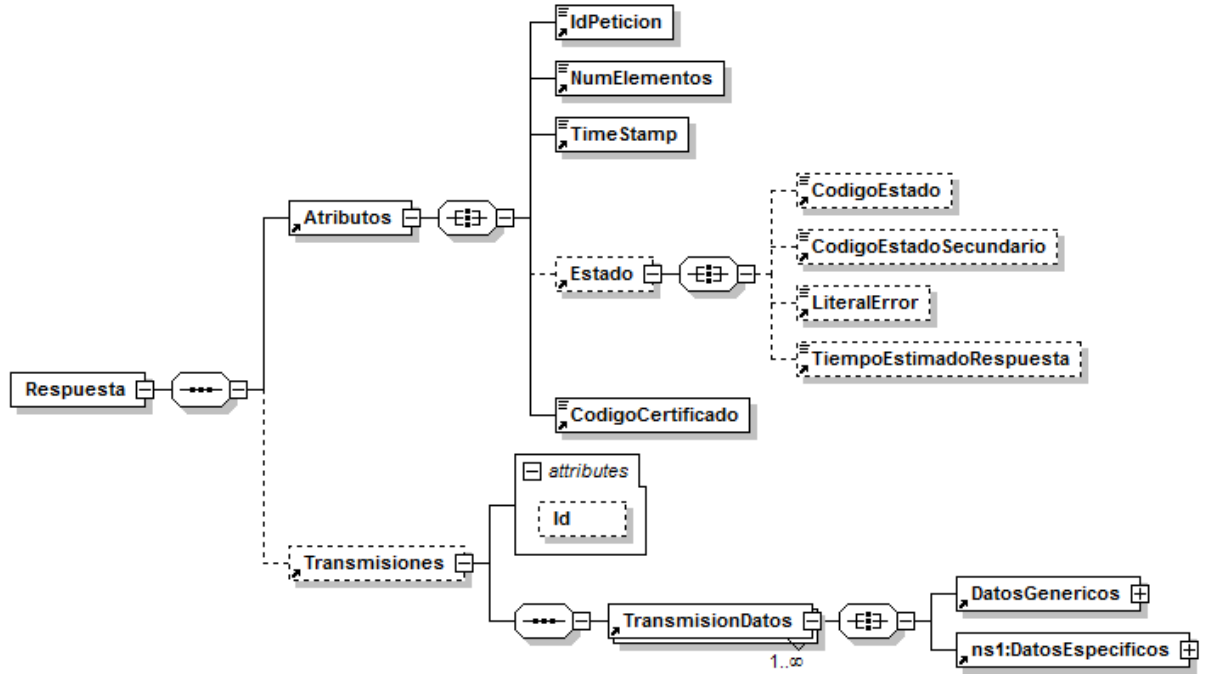 IdPeticion
NumElementos
TimeStamp
CodigoEstado
Atributos
CodigoEstadoSecundario
Estado
LiteralError
TiempoEstimadoRespuesta
Respuesta
CodigoCertificado
attributes
Id
Transmisiones
DatosGenericos
TransmisionDatos
ns1:DatosEspecificos
1..∞